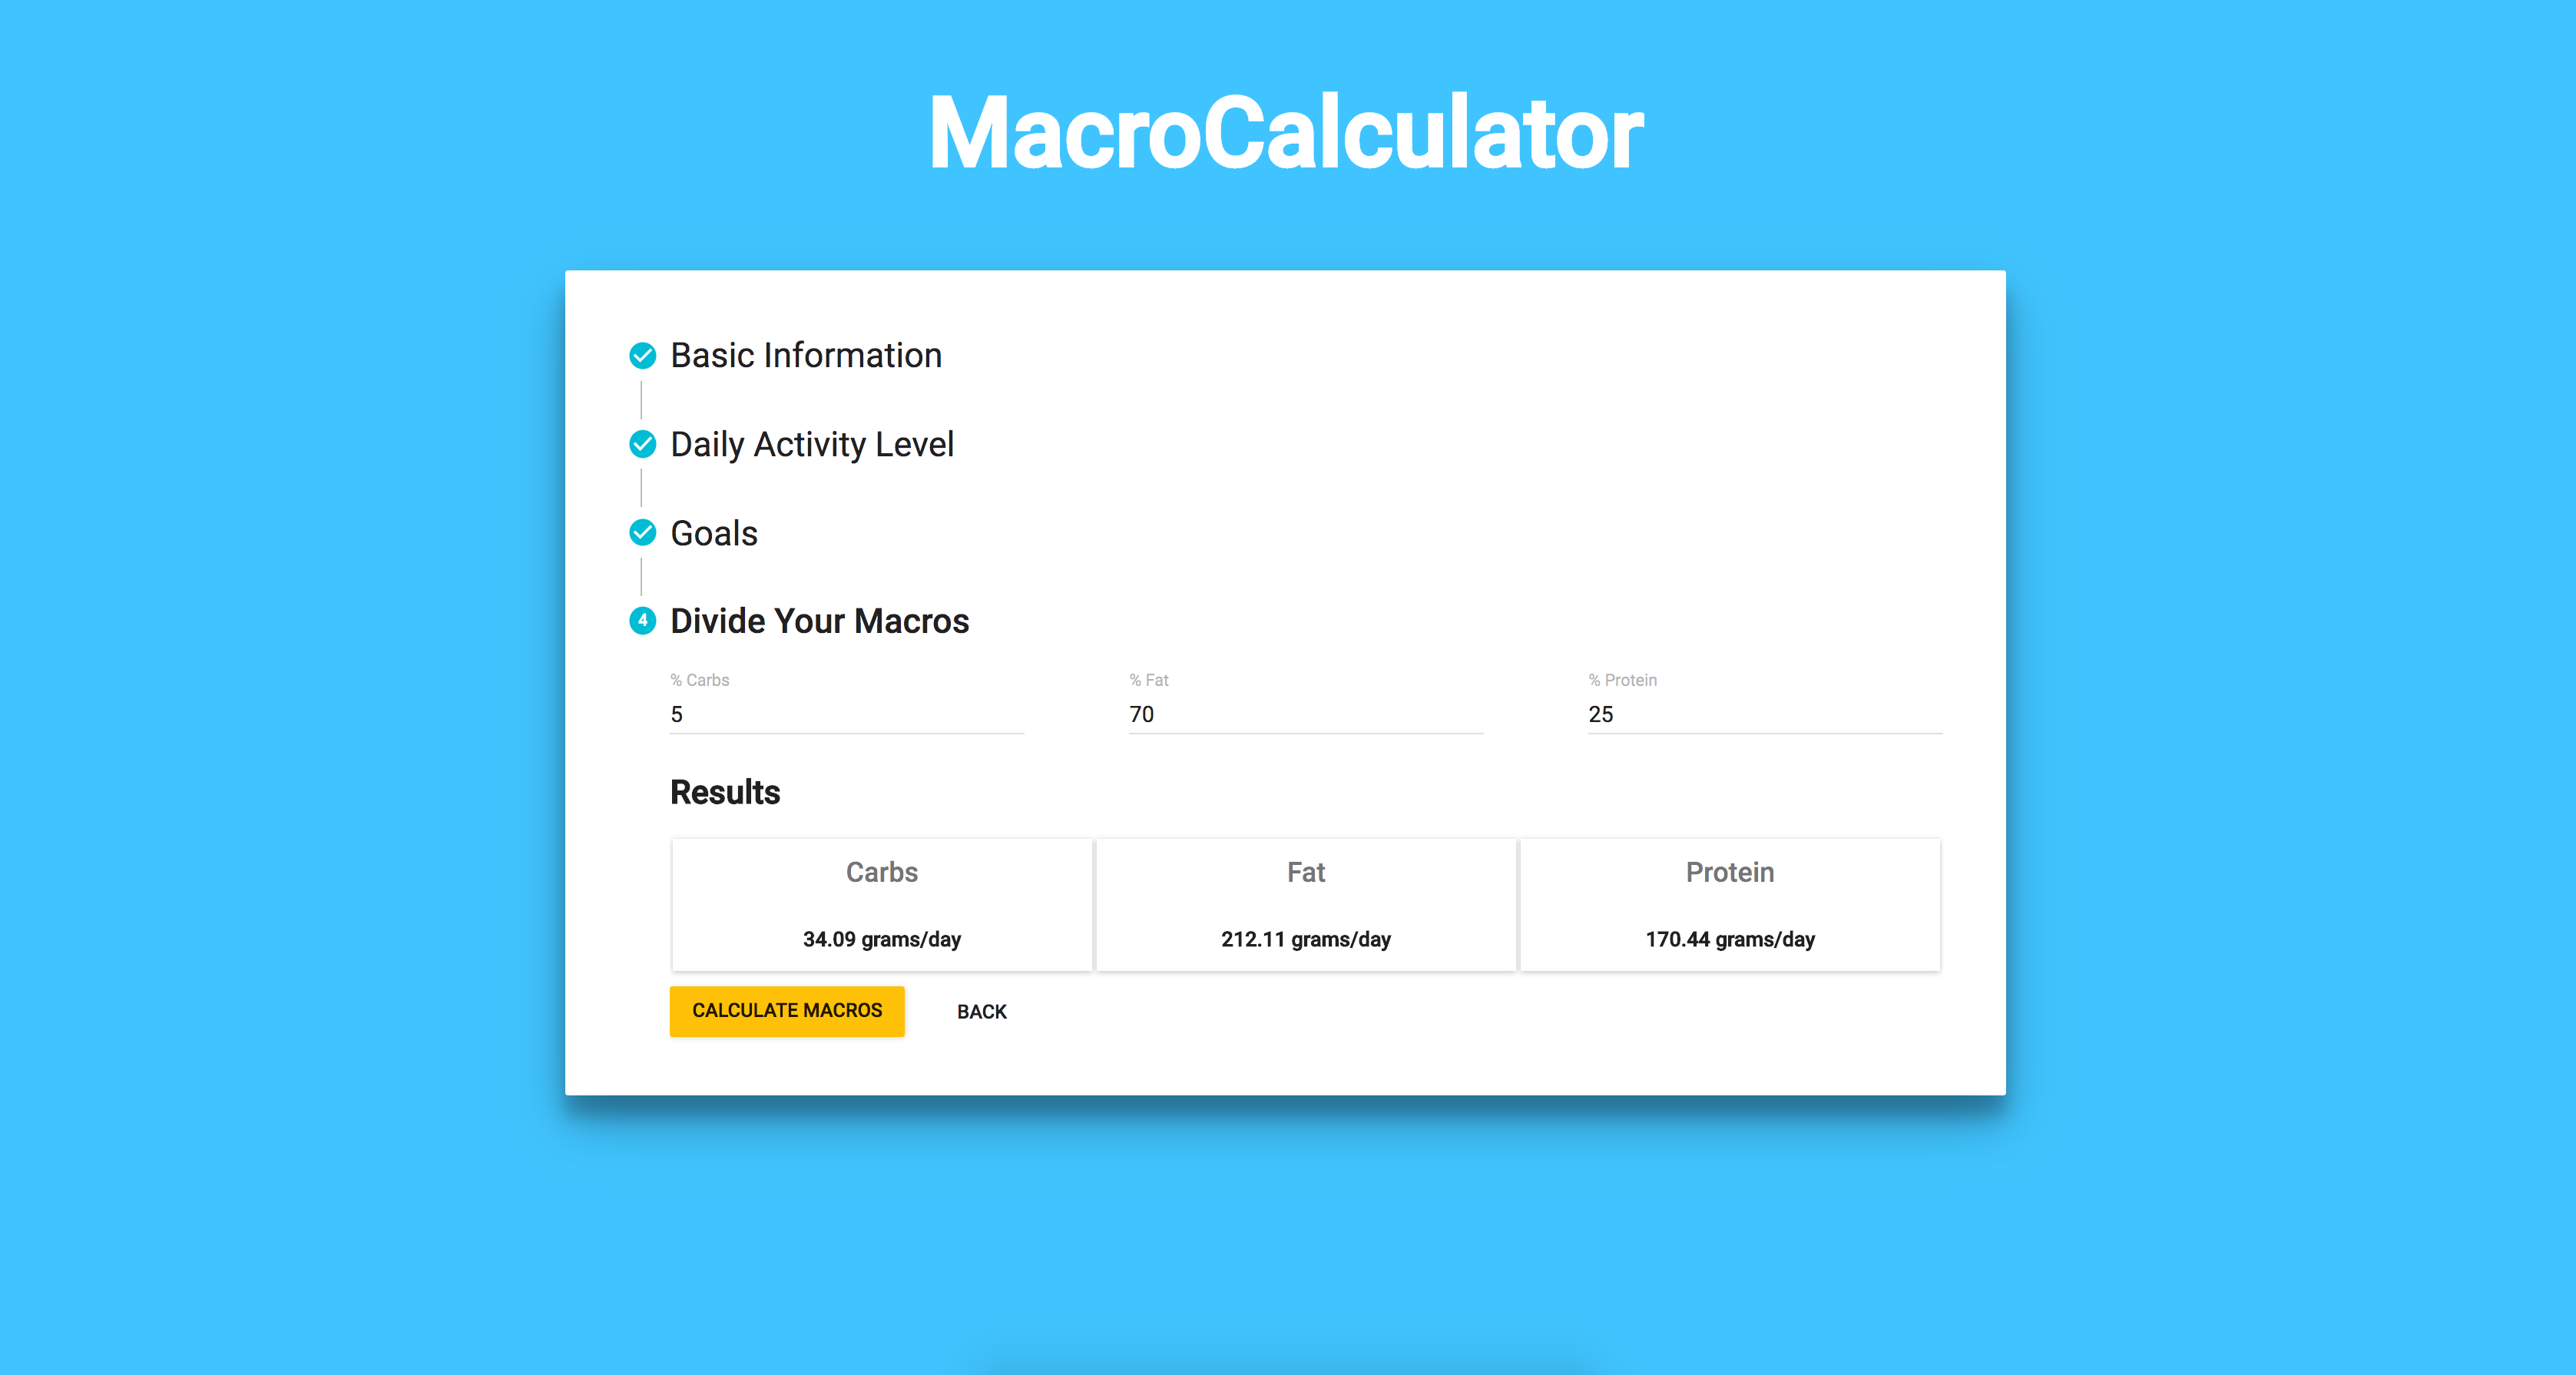 MacroCalculator
Basic Information
Daily Activity Level
Goals
4 Divide Your Macros
% Carbs % Fat % Protein
5 70 25
Results
Carbs Fat Protein
34.09 grams/day 212.11 grams/day 170.44 grams/day
CALCULATE MACROS BACK